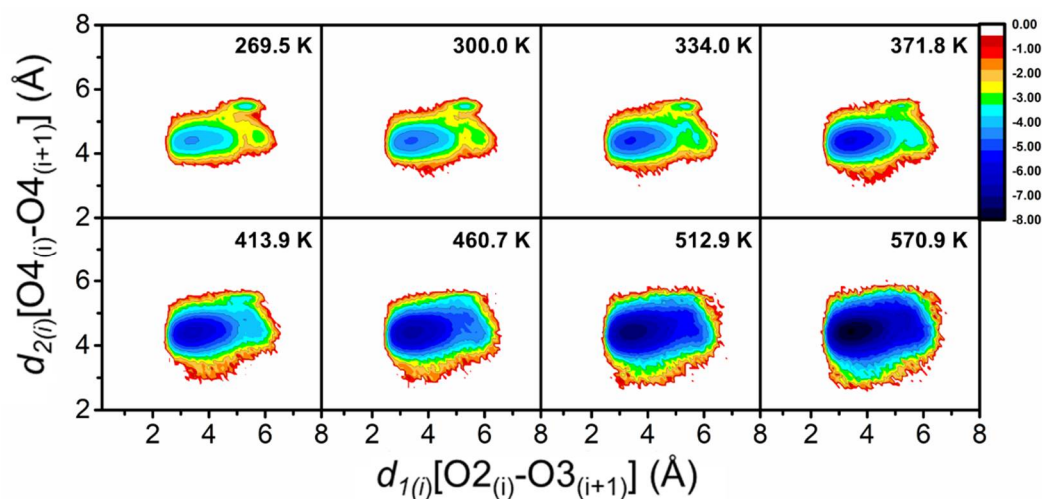 8
6
4
2
269.5 K
300.0 K
334.0 K
371.8 K
0.00
-1.00
-2.00
-3.00
-4.00
-5.00
-6.00
-7.00
-8.00
d2(i)[O4(i)-O4(i+1)] (Å)
8
6
4
2
413.9 K
460.7 K
512.9 K
570.9 K
2 4 6 8 2 4 6 8 2 4 6 8 2 4 6 8
d1(i)[O2(i)-O3(i+1)] (Å)